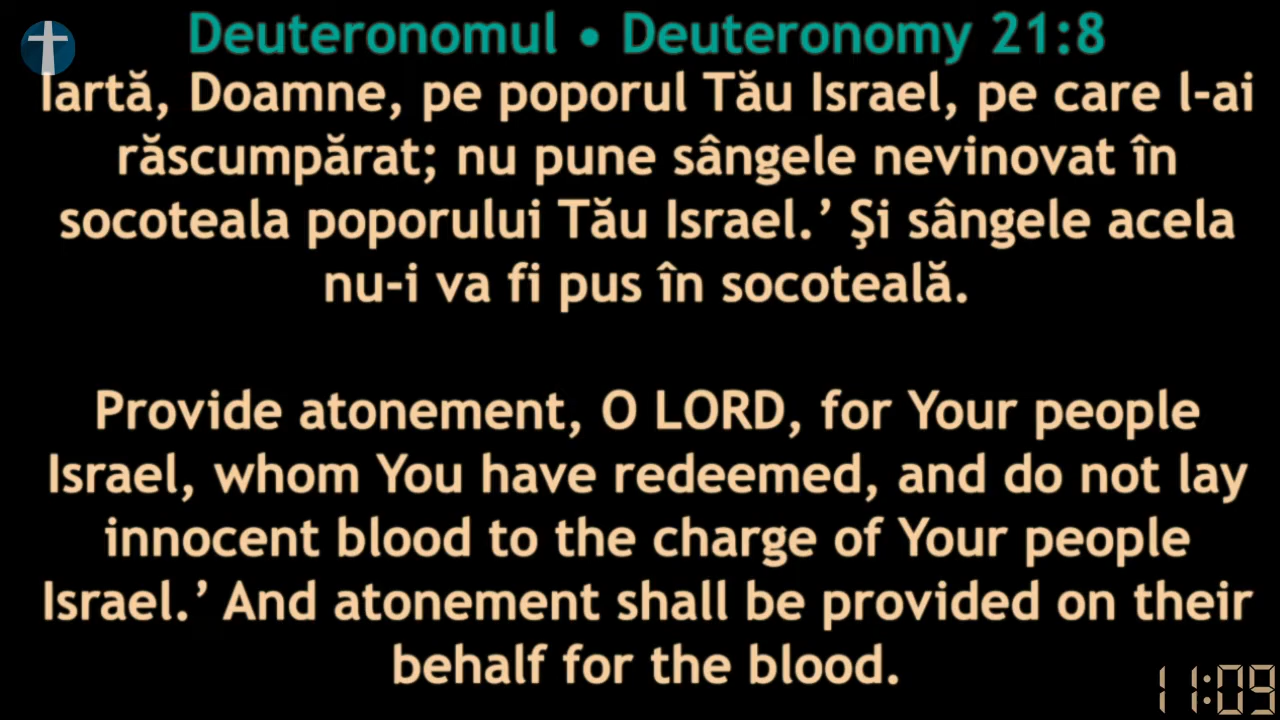 Deuteronomul • Deuteronomy 21:8
Iartă, Doamne, pe poporul Tău Israel, pe care l-ai
răscumpărat; nu pune sângele nevinovat în
socoteala poporului Tău Israel.’ Şi sângele acela
nu-i va fi pus în socoteală.
Provide atonement, O LORD, for Your people
Israel, whom You have redeemed, and do not lay
innocent blood to the charge of Your people
Israel.’ And atonement shall be provided on their
behalf for the blood.
11:09